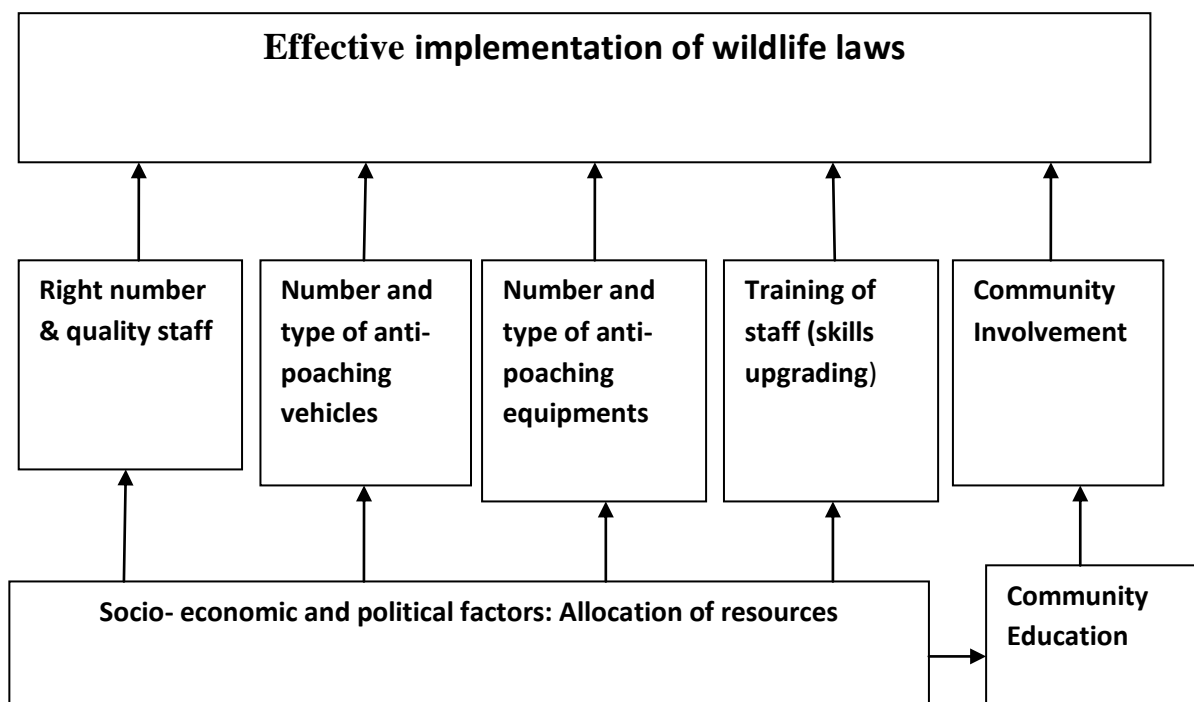 Effective implementation of wildlife laws
Right number
& quality staff
Number and
type of anti-
poaching
vehicles
Number and
type of anti-
poaching
equipments
Training of
staff (skills
upgrading)
Community
Involvement
Socio- economic and political factors: Allocation of resources
Community
Education